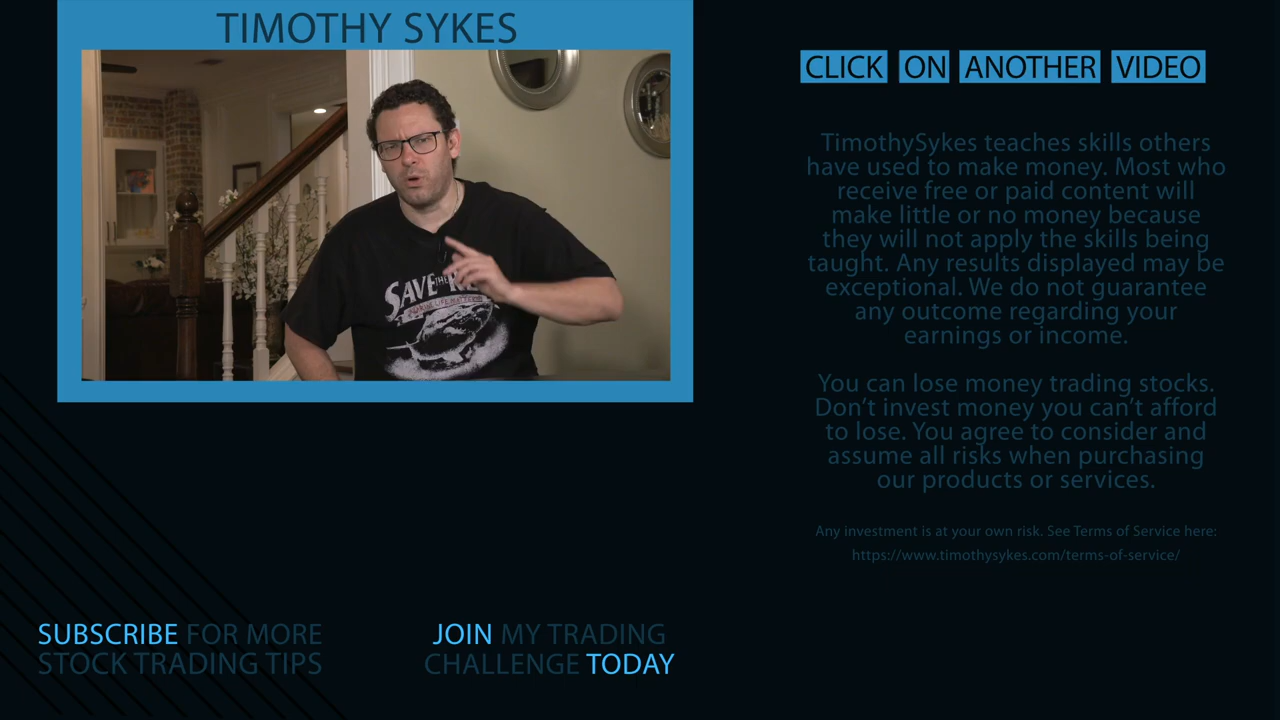 TIMOTHY SYKES
SAVE THE
CLICK ON ANOTHER VIDEO
TimothySykes teaches skills others
have used to make money. Most who
receive free or paid content will
make little or no money because
they will not apply the skills being
taught. Any results displayed may be
exceptional. We do not guarantee
any outcome regarding your
earnings or income.
You can lose money trading stocks.
Don't invest money you can't afford
to lose. You agree to consider and
assume all risks when purchasing
our products or services.
Any investment is at your own risk. See Terms of Service here:
https://www.timothysykes.com/terms-of-service/
SUBSCRIBE FOR MORE
STOCK TRADING TIPS
JOIN MY TRADING
CHALLENGE TODAY